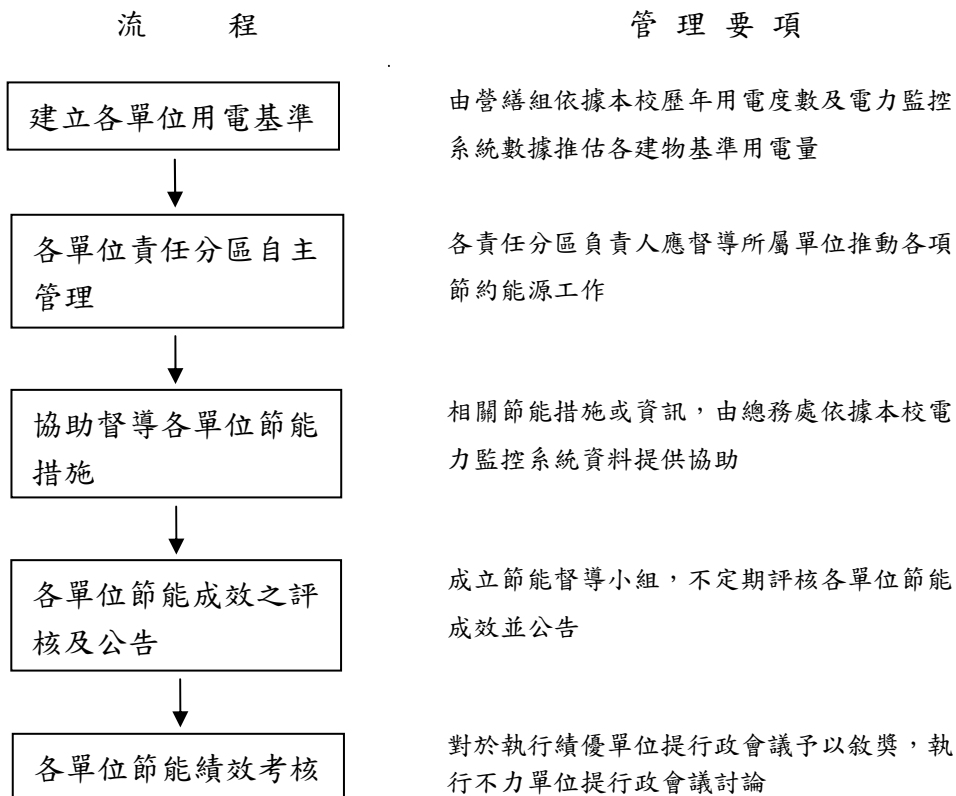 流 程
管 理 要 項
建立各單位用電基準
由營繕組依據本校歷年用電度數及電力監控
系統數據推估各建物基準用電量
各單位責任分區自主
管理
各責任分區負責人應督導所屬單位推動各項
節約能源工作
協助督導各單位節能
措施
相關節能措施或資訊，由總務處依據本校電
力監控系統資料提供協助
各單位節能成效之評
核及公告
成立節能督導小組，不定期評核各單位節能
成效並公告
各單位節能績效考核
對於執行績優單位提行政會議予以敘獎，執
行不力單位提行政會議討論